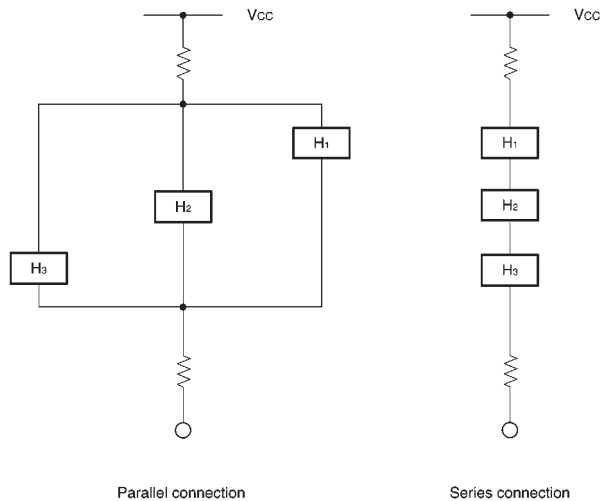 Vcc
Vcc
H1
H1
H2
H2
H3
H3
Parallel connection
Series connection